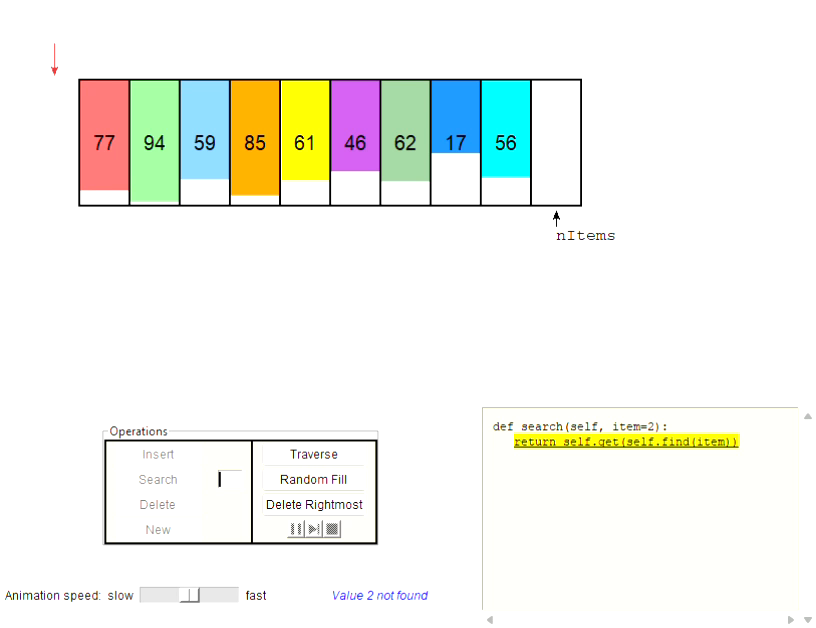 77 94 59 85 61 46 62 17 56
nItems
Operations
Insert
Search
Delete
New
Traverse
Random Fill
Delete Rightmost
Animation speed: slow fast
Value 2 not found
def search(self, item=2):
return self.get(self.find(item))